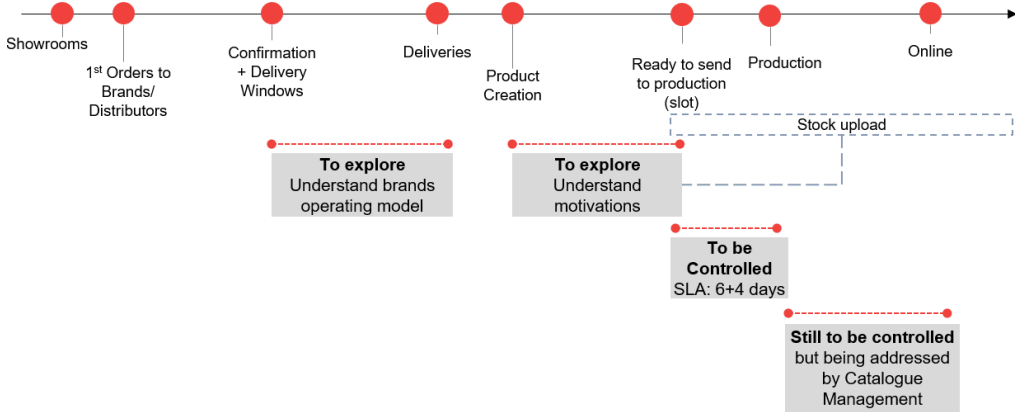 Showrooms
1st Orders to
Brands/
Distributors
Confirmation
+ Delivery
Windows
Deliveries
Product
Creation
Ready to send
to production
(slot)
Production
Online
Stock upload
To explore
Understand brands
operating model
To explore
Understand
motivations
To be
Controlled
SLA: 6+4 days
Still to be controlled
but being addressed
by Catalogue
Management